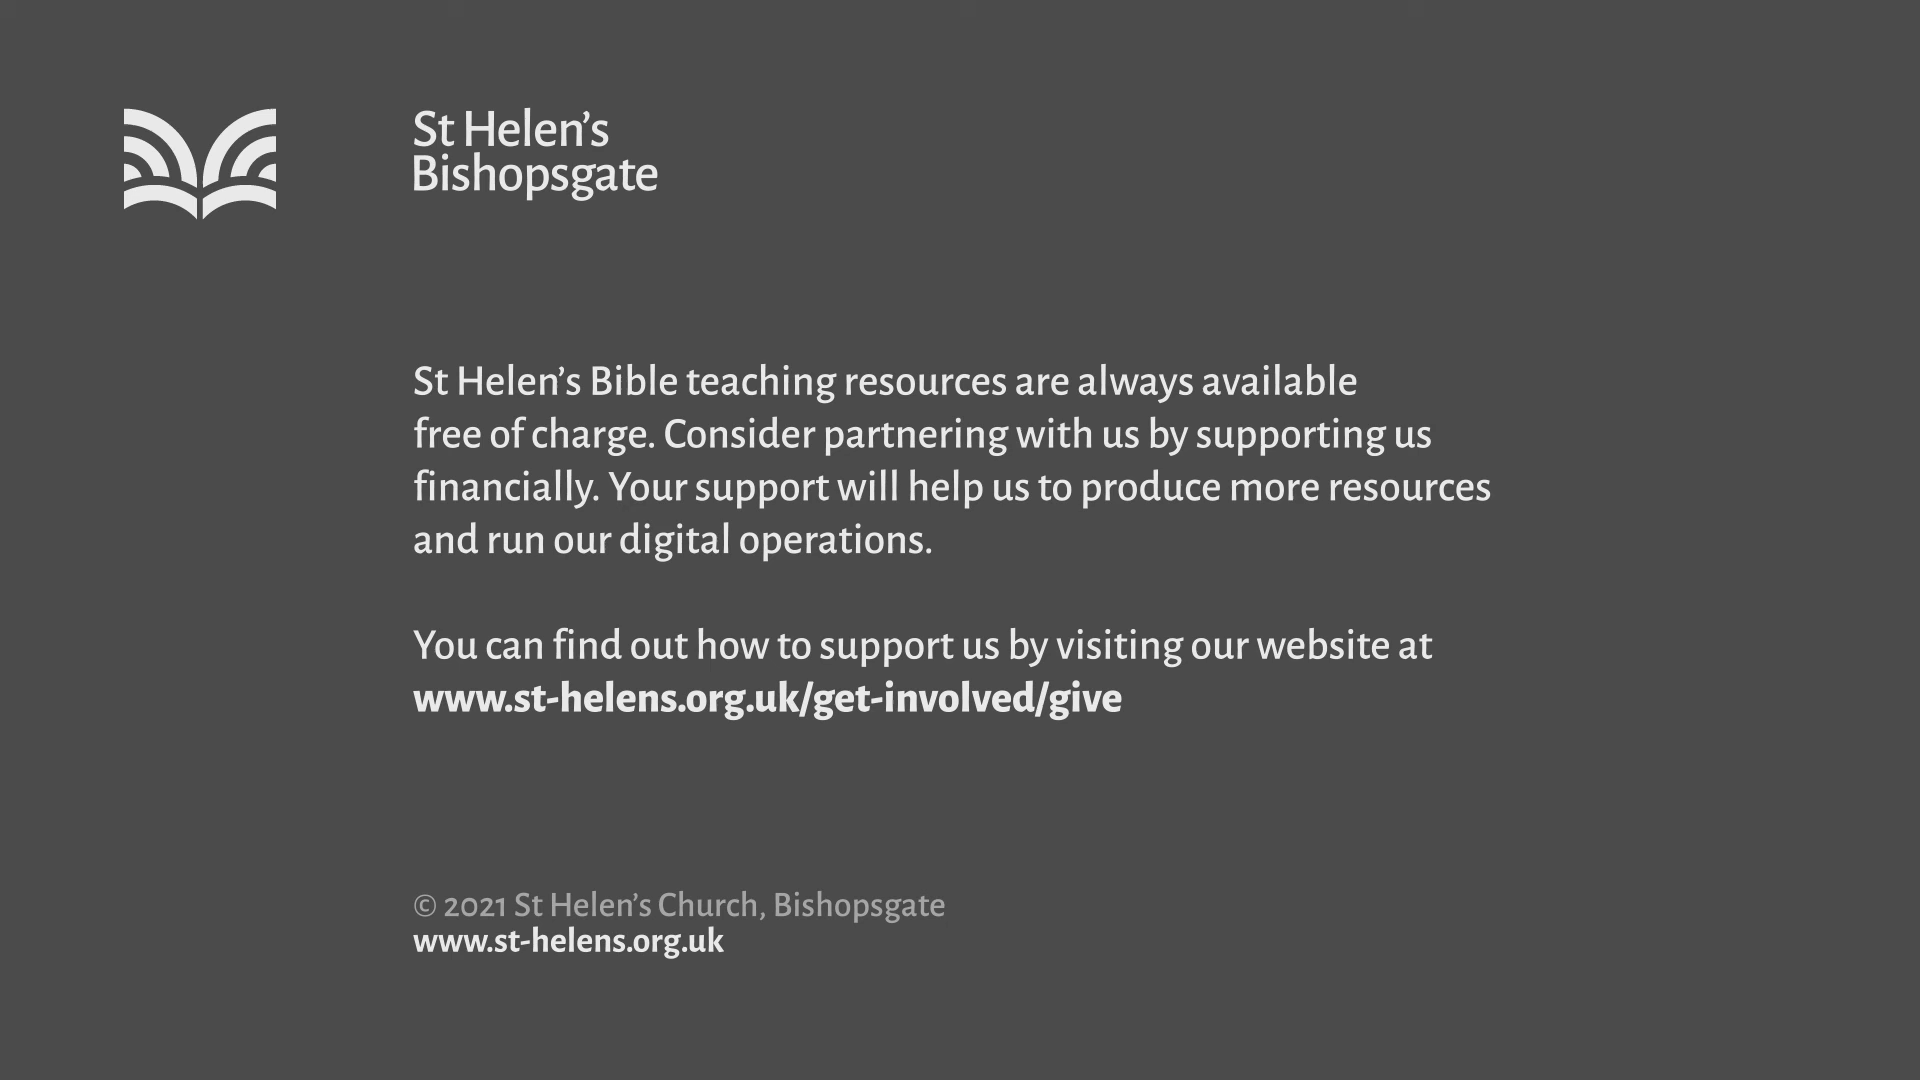 St Helen’s
Bishopsgate
St Helen’s Bible teaching resources are always available
free of charge. Consider partnering with us by supporting us
financially. Your support will help us to produce more resources
and run our digital operations.
You can find out how to support us by visiting our website at
www.st-helens.org.uk/get-involved/give
© 2021 St Helen’s Church, Bishopsgate
www.st-helens.org.uk